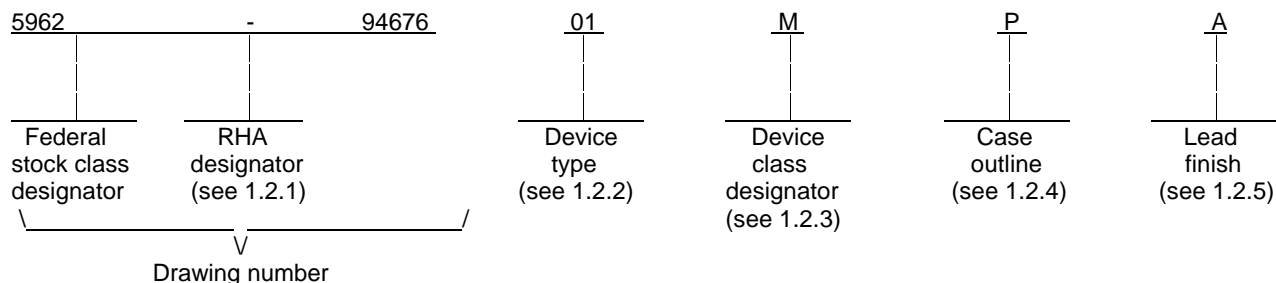 5962 - 94676 01 M P A
Federal RHA Device Device Case Lead
stock class designator type class outline finish
designator (see 1.2.1) (see 1.2.2) designator (see 1.2.4) (see 1.2.5)
(see 1.2.3)
Drawing number